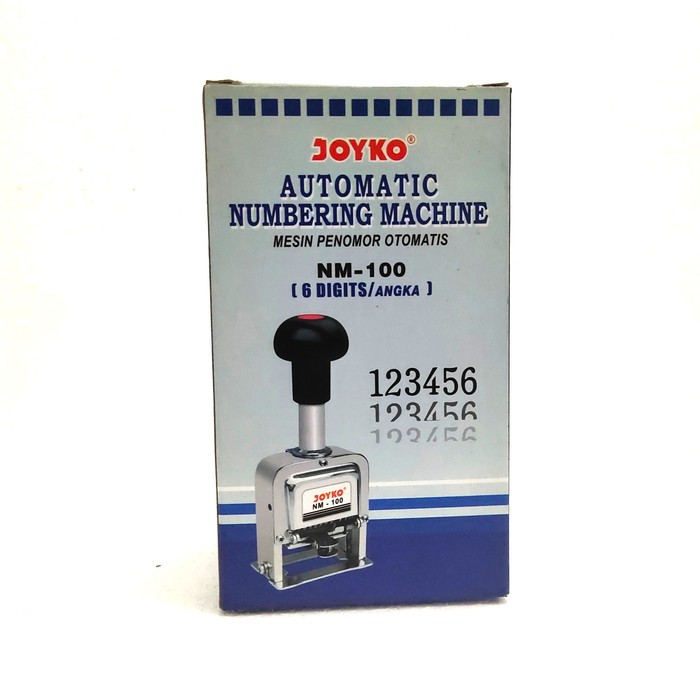 JOYKO®
AUTOMATIC
NUMBERING MACHINE
MESIN PENOMOR OTOMATIS
NM-100
( 6 DIGITS/ANGKA )
123456
123456
123456
JOYKO®
NM - 100